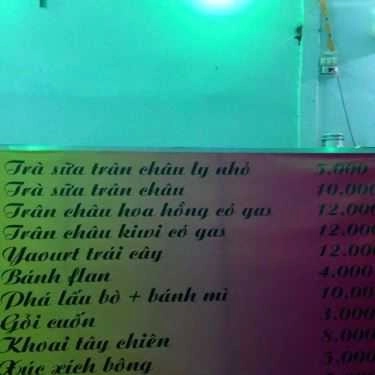 Trà sữa trân châu ly nhỏ 5.000
Trà sữa trân châu 10.000
Trân châu hoa hồng có gas 12.000
Trân châu kiwi có gas 12.000
Yaourt trái cây 12.000
Bánh flan 4.000
Phá lấu bò + bánh mì 10.00
Gỏi cuốn 3.000
Khoai tây chiên 8.000
Xúc xích bông 5.000